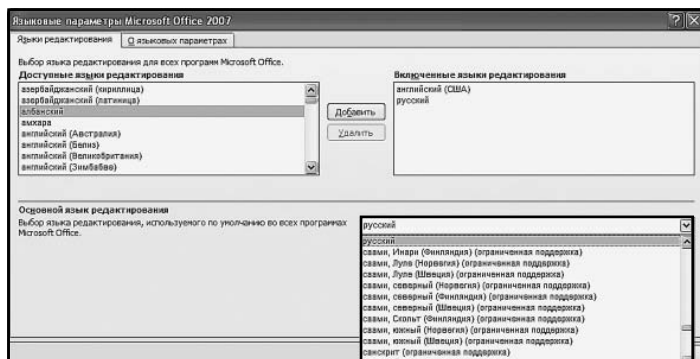 Языковые параметры Microsoft Office 2007
Языки редактирования
О языковых параметрах
Выбор языка редактирования для всех программ Microsoft Office.
Доступные языки редактирования
азербайджанский (кириллица)
азербайджанский (латиница)
албанский
амхара
английский (Австралия)
английский (Белиз)
английский (Великобритания)
английский (Зимбабве)
Добавить
Удалить
Включенные языки редактирования
английский (США)
русский
Основной язык редактирования
Выбор языка редактирования, используемого по умолчанию во всех программах
Microsoft Office.
русский
русский
саами, Инари (Финляндия) (ограниченная поддержка)
саами, Луле (Норвегия) (ограниченная поддержка)
саами, Луле (Швеция) (ограниченная поддержка)
саами, северный (Норвегия) (ограниченная поддержка)
саами, северный (Финляндия) (ограниченная поддержка)
саами, северный (Швеция) (ограниченная поддержка)
саами, Скольт (Финляндия) (ограниченная поддержка)
саами, южный (Норвегия) (ограниченная поддержка)
саами, южный (Швеция) (ограниченная поддержка)
санскрит (ограниченная поддержка)